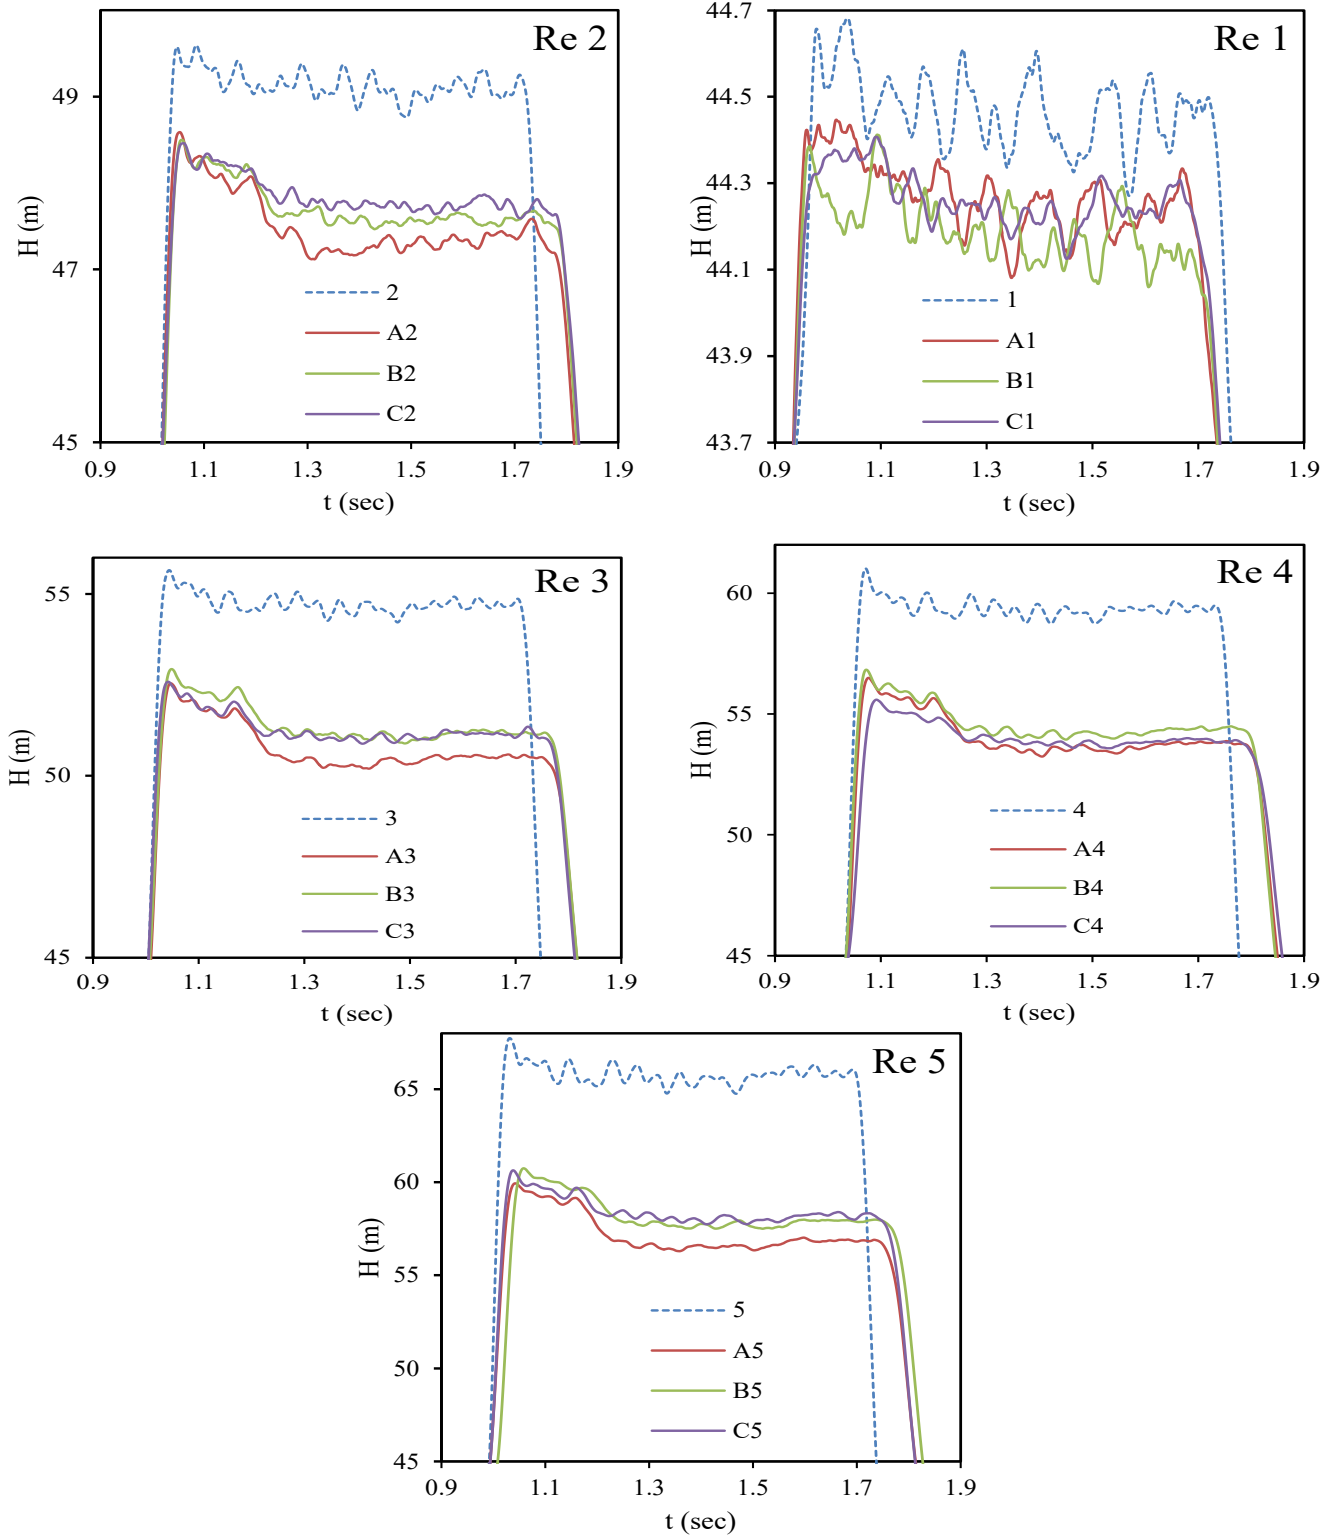 Re 2
H (m)
49
47
45
2
A2
B2
C2
0.9 1.1 1.3 1.5 1.7 1.9
t (sec)
Re 1
H (m)
44.7
44.5
44.3
44.1
43.9
43.7
1
A1
B1
C1
0.9 1.1 1.3 1.5 1.7 1.9
t (sec)
Re 3
H (m)
55
50
45
3
A3
B3
C3
0.9 1.1 1.3 1.5 1.7 1.9
t (sec)
Re 4
H (m)
60
55
50
45
4
A4
B4
C4
0.9 1.1 1.3 1.5 1.7 1.9
t (sec)
Re 5
H (m)
65
60
55
50
45
5
A5
B5
C5
0.9 1.1 1.3 1.5 1.7 1.9
t (sec)